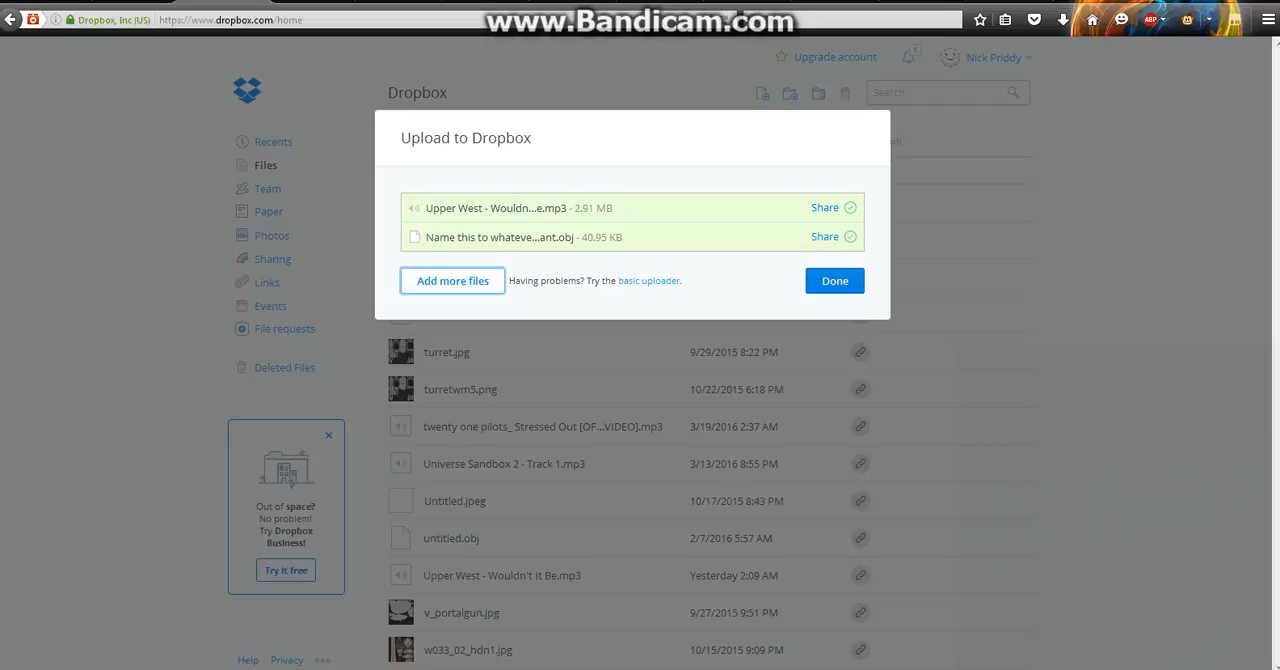 Dropbox, Inc (US)
https://www.dropbox.com/home
www.Bandicam.com
ABP
Upgrade account
1
Nick Priddy
Dropbox
Search
Recents
Files
Team
Paper
Photos
Sharing
Links
Events
File requests
Deleted Files
Upload to Dropbox
Upper West - Wouldn...e.mp3 - 2.91 MB
Share
Name this to whateve...ant.obj - 40.95 KB
Share
Add more files
Having problems? Try the basic uploader.
Done
turret.jpg
9/29/2015 8:22 PM
turretwm5.png
10/22/2015 6:18 PM
twenty one pilots_ Stressed Out [OF...VIDEO].mp3
3/19/2016 2:37 AM
Universe Sandbox 2 - Track 1.mp3
3/13/2016 8:55 PM
Untitled.jpeg
10/17/2015 8:43 PM
untitled.obj
2/7/2016 5:57 AM
Upper West - Wouldn't It Be.mp3
Yesterday 2:09 AM
v_portalgun.jpg
9/27/2015 9:51 PM
w033_02_hdn1.jpg
10/15/2015 9:09 PM
Out of space?
No problem!
Try Dropbox
Business!
Try it free
Help
Privacy